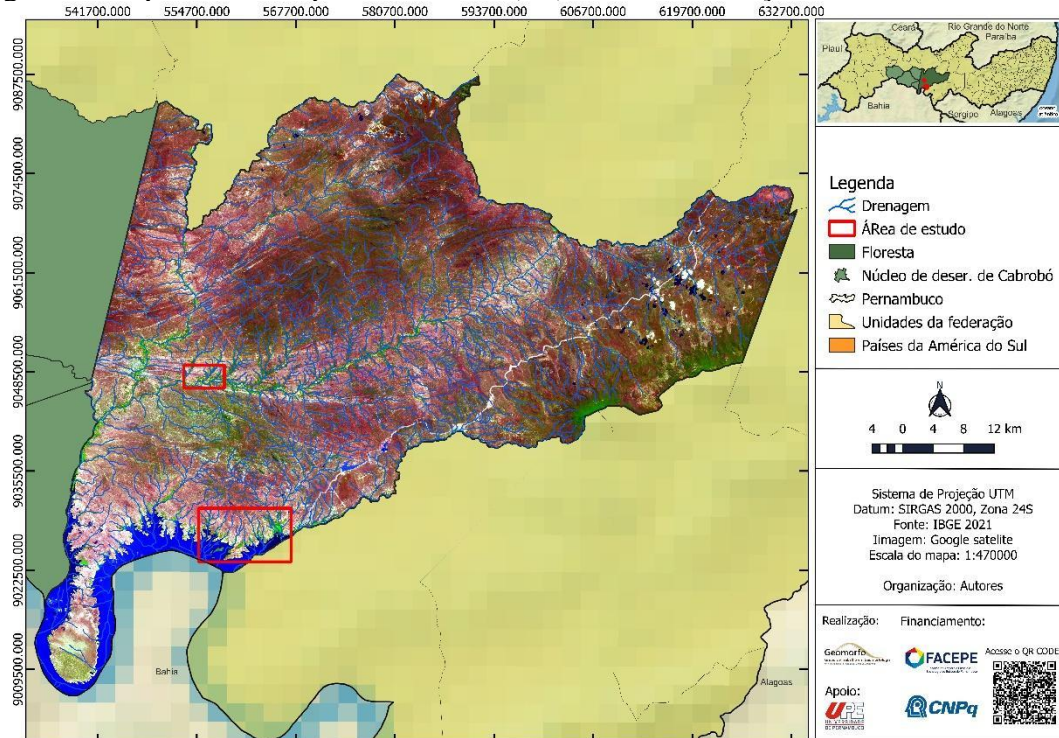 541700.000 554700.000 567700.000 580700.000 593700.000 606700.000 619700.000 632700.000
9087500.000
9074500.000
9061500.000
9048500.000
9035500.000
9022500.000
9009500.000
Bahia
Alagoas
Ceará
Rio Grande do Norte
Paraíba
Piauí
Bahia
Sergipo
Alagoas
Legenda
Drenagem
ÁRea de estudo
Floresta
Núcleo de deser. de Cabrobó
Pernambuco
Unidades da federação
Países da América do Sul
N
4 0 4 8 12 km
Sistema de Projeção UTM
Datum: SIRGAS 2000, Zona 24S
Fonte: IBGE 2021
Iimagem: Google satelite
Escala do mapa: 1:470000
Organização: Autores
Realização: Financiamento:
Geomorfo
FACEPE
Acesse o QR CODE
Apoio:
UPE
UNIVERSIDADE
DE PERNAMBUCO
CNPq